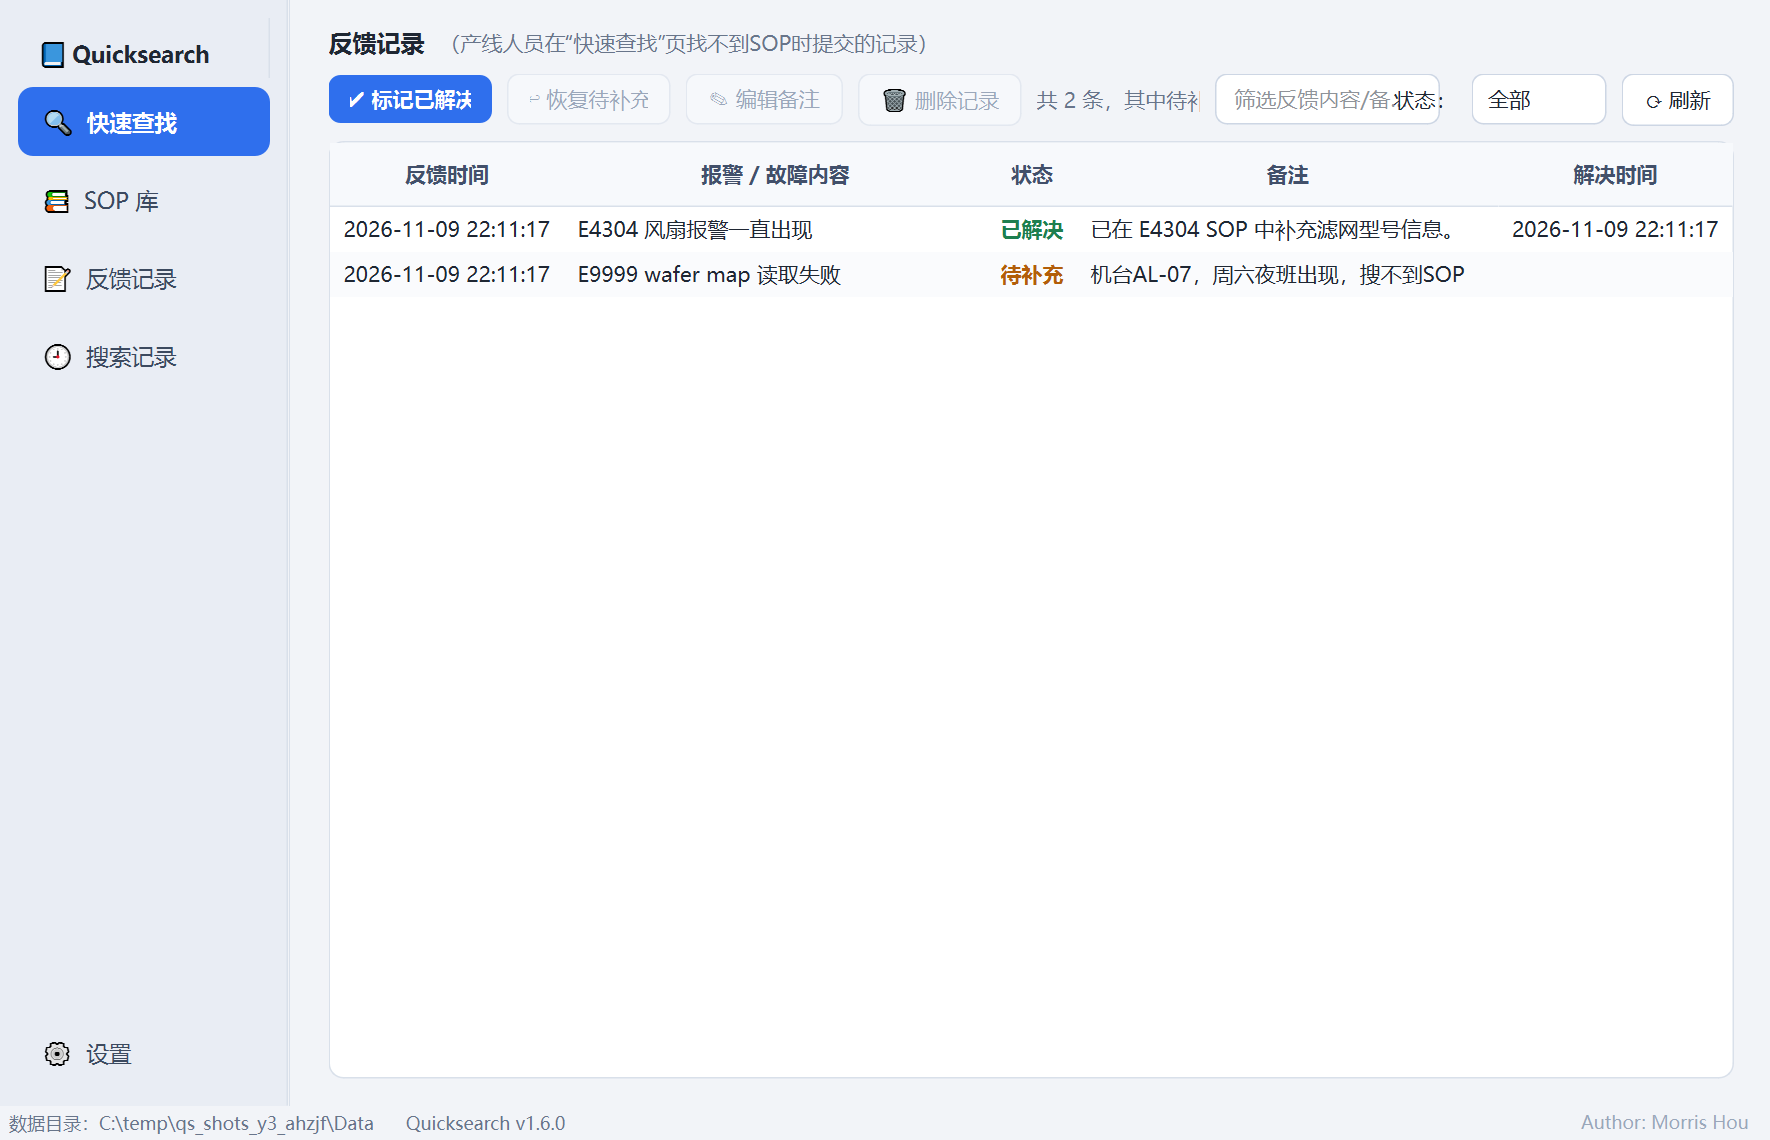 Quicksearch
快速查找
SOP 库
反馈记录
搜索记录
设置
反馈记录 （产线人员在“快速查找”页找不到SOP时提交的记录）
✔ 标记已解决 ↩ 恢复待补充 ✎ 编辑备注 删除记录 共 2 条，其中待 筛选反馈内容/备 状态： 全部 ⟳ 刷新
反馈时间 报警 / 故障内容 状态 备注 解决时间
2026-11-09 22:11:17 E4304 风扇报警一直出现 已解决 已在 E4304 SOP 中补充滤网型号信息。 2026-11-09 22:11:17
2026-11-09 22:11:17 E9999 wafer map 读取失败 待补充 机台AL-07，周六夜班出现，搜不到SOP
数据目录：C:\temp\qs_shots_y3_ahzjf\Data Quicksearch v1.6.0 Author: Morris Hou